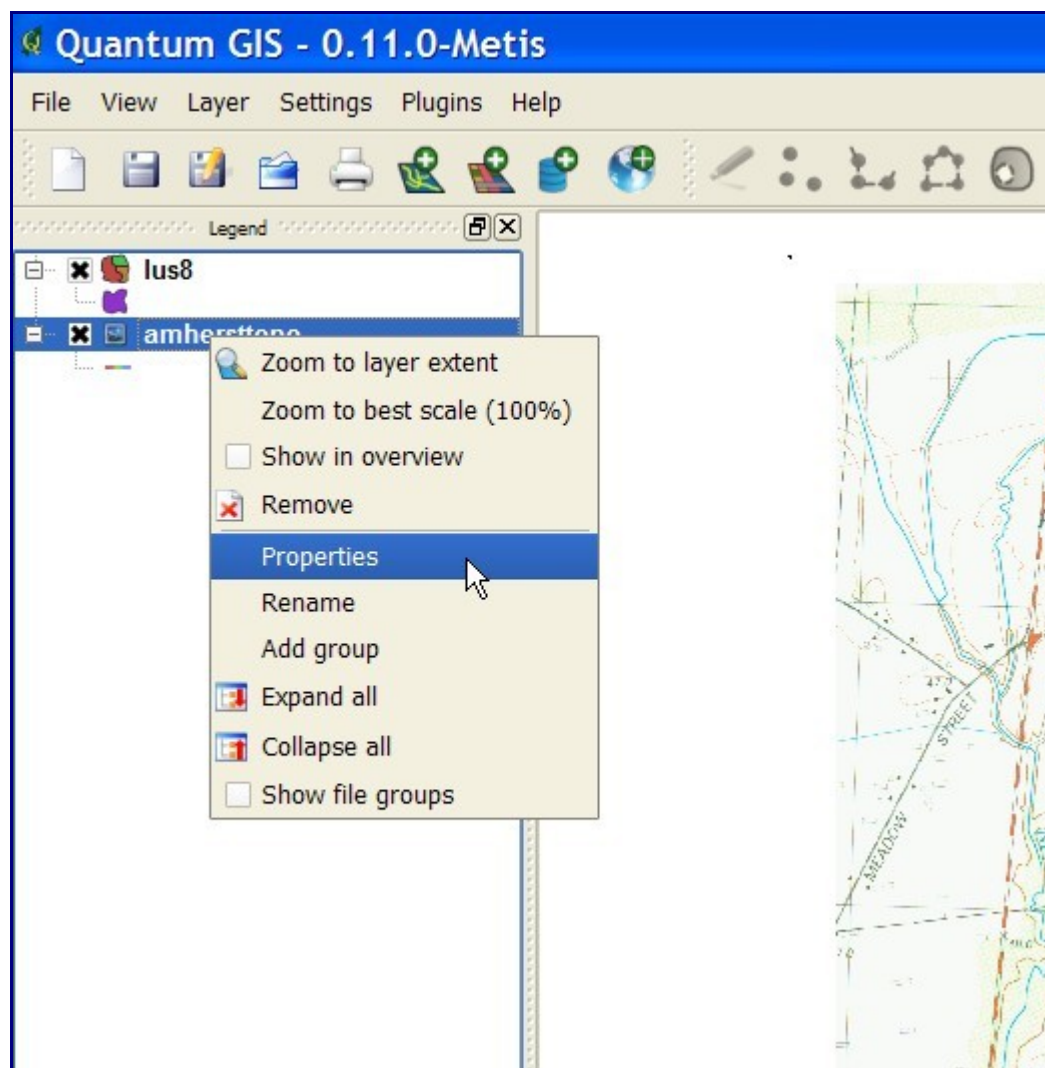 Quantum GIS - 0.11.0-Metis
File View Layer Settings Plugins Help
Legend
lus8
amhersttopo
Zoom to layer extent
Zoom to best scale (100%)
Show in overview
Remove
Properties
Rename
Add group
Expand all
Collapse all
Show file groups
STREET
MEADOW